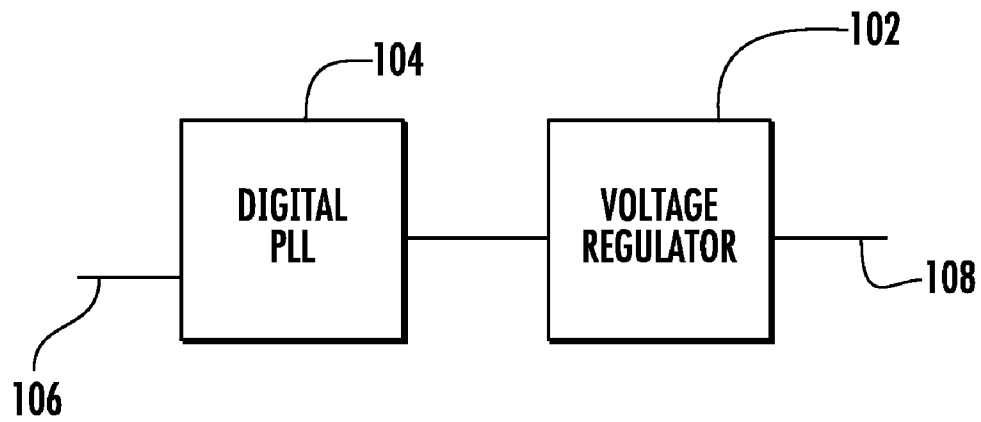 102
104
DIGITAL
PLL
VOLTAGE
REGULATOR
108
106